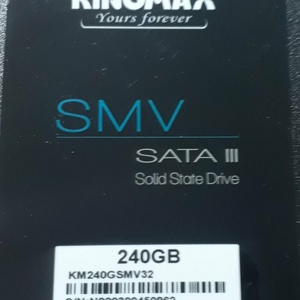 KINGMAX
Yours forever
SMV
SATA III
Solid State Drive
240GB
KM240GSMV32